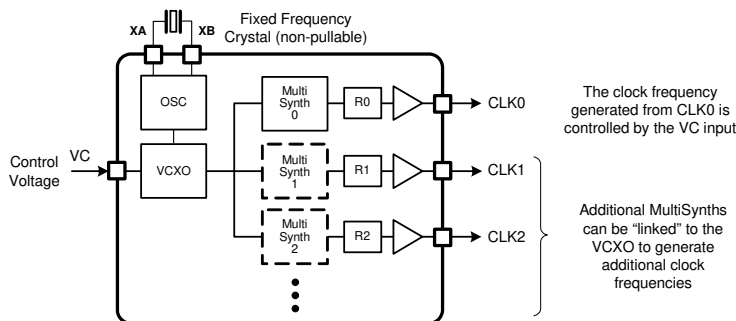 XA
XB
Fixed Frequency
Crystal (non-pullable)
OSC
Multi
Synth
0
R0
CLK0
The clock frequency
generated from CLK0 is
controlled by the VC input
Control
Voltage
VC
VCXO
Multi
Synth
1
R1
CLK1
Multi
Synth
2
R2
CLK2
Additional MultiSynths
can be “linked” to the
VCXO to generate
additional clock
frequencies